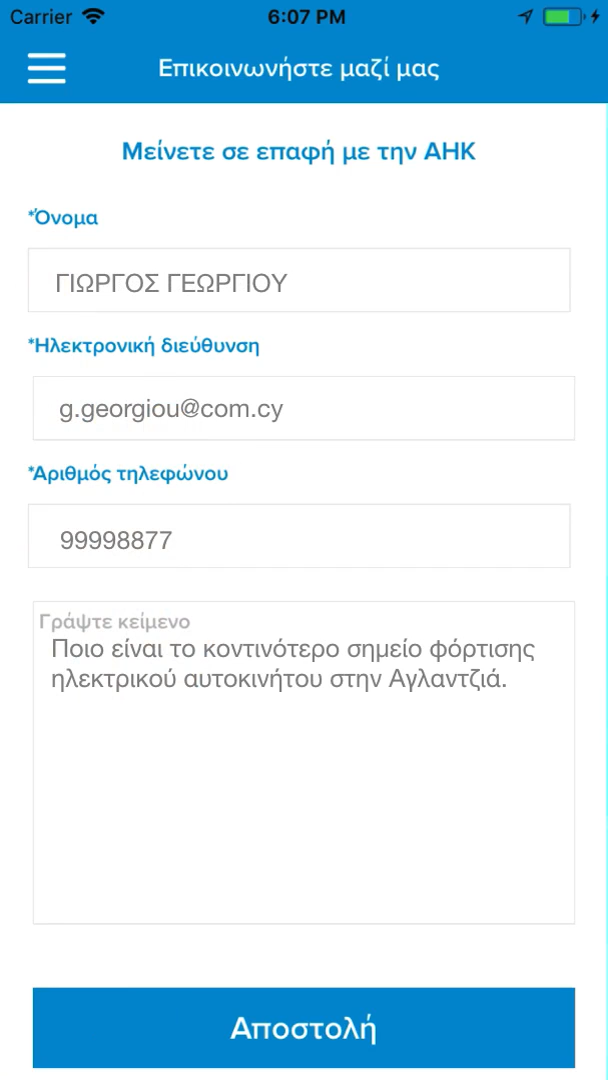 Carrier 6:07 PM
Επικοινωνήστε μαζί μας
Μείνετε σε επαφή με την ΑΗΚ
*Όνομα
ΓΙΩΡΓΟΣ ΓΕΩΡΓΙΟΥ
*Ηλεκτρονική διεύθυνση
g.georgiou@com.cy
*Αριθμός τηλεφώνου
99998877
Γράψτε κείμενο
Ποιο είναι το κοντινότερο σημείο φόρτισης
ηλεκτρικού αυτοκινήτου στην Αγλαντζιά.
Αποστολή